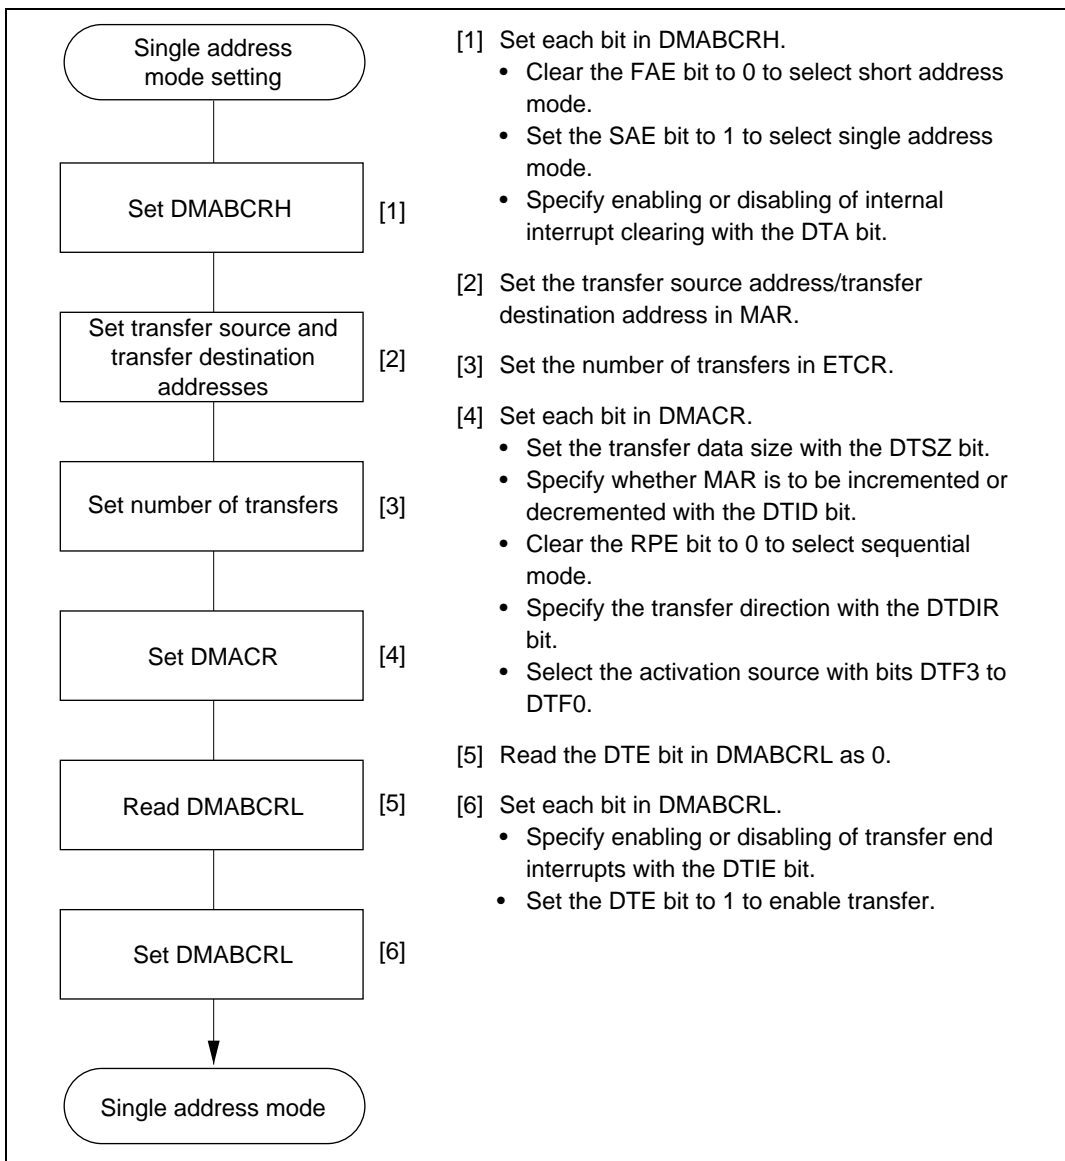 Single address
mode setting
Set DMABCRH
[1]
Set transfer source and
transfer destination
addresses
[2]
Set number of transfers
[3]
Set DMACR
[4]
Read DMABCRL
[5]
Set DMABCRL
[6]
Single address mode
[1] Set each bit in DMABCRH.
• Clear the FAE bit to 0 to select short address
mode.
• Set the SAE bit to 1 to select single address
mode.
• Specify enabling or disabling of internal
interrupt clearing with the DTA bit.
[2] Set the transfer source address/transfer
destination address in MAR.
[3] Set the number of transfers in ETCR.
[4] Set each bit in DMACR.
• Set the transfer data size with the DTSZ bit.
• Specify whether MAR is to be incremented or
decremented with the DTID bit.
• Clear the RPE bit to 0 to select sequential
mode.
• Specify the transfer direction with the DTDIR
bit.
• Select the activation source with bits DTF3 to
DTF0.
[5] Read the DTE bit in DMABCRL as 0.
[6] Set each bit in DMABCRL.
• Specify enabling or disabling of transfer end
interrupts with the DTIE bit.
• Set the DTE bit to 1 to enable transfer.